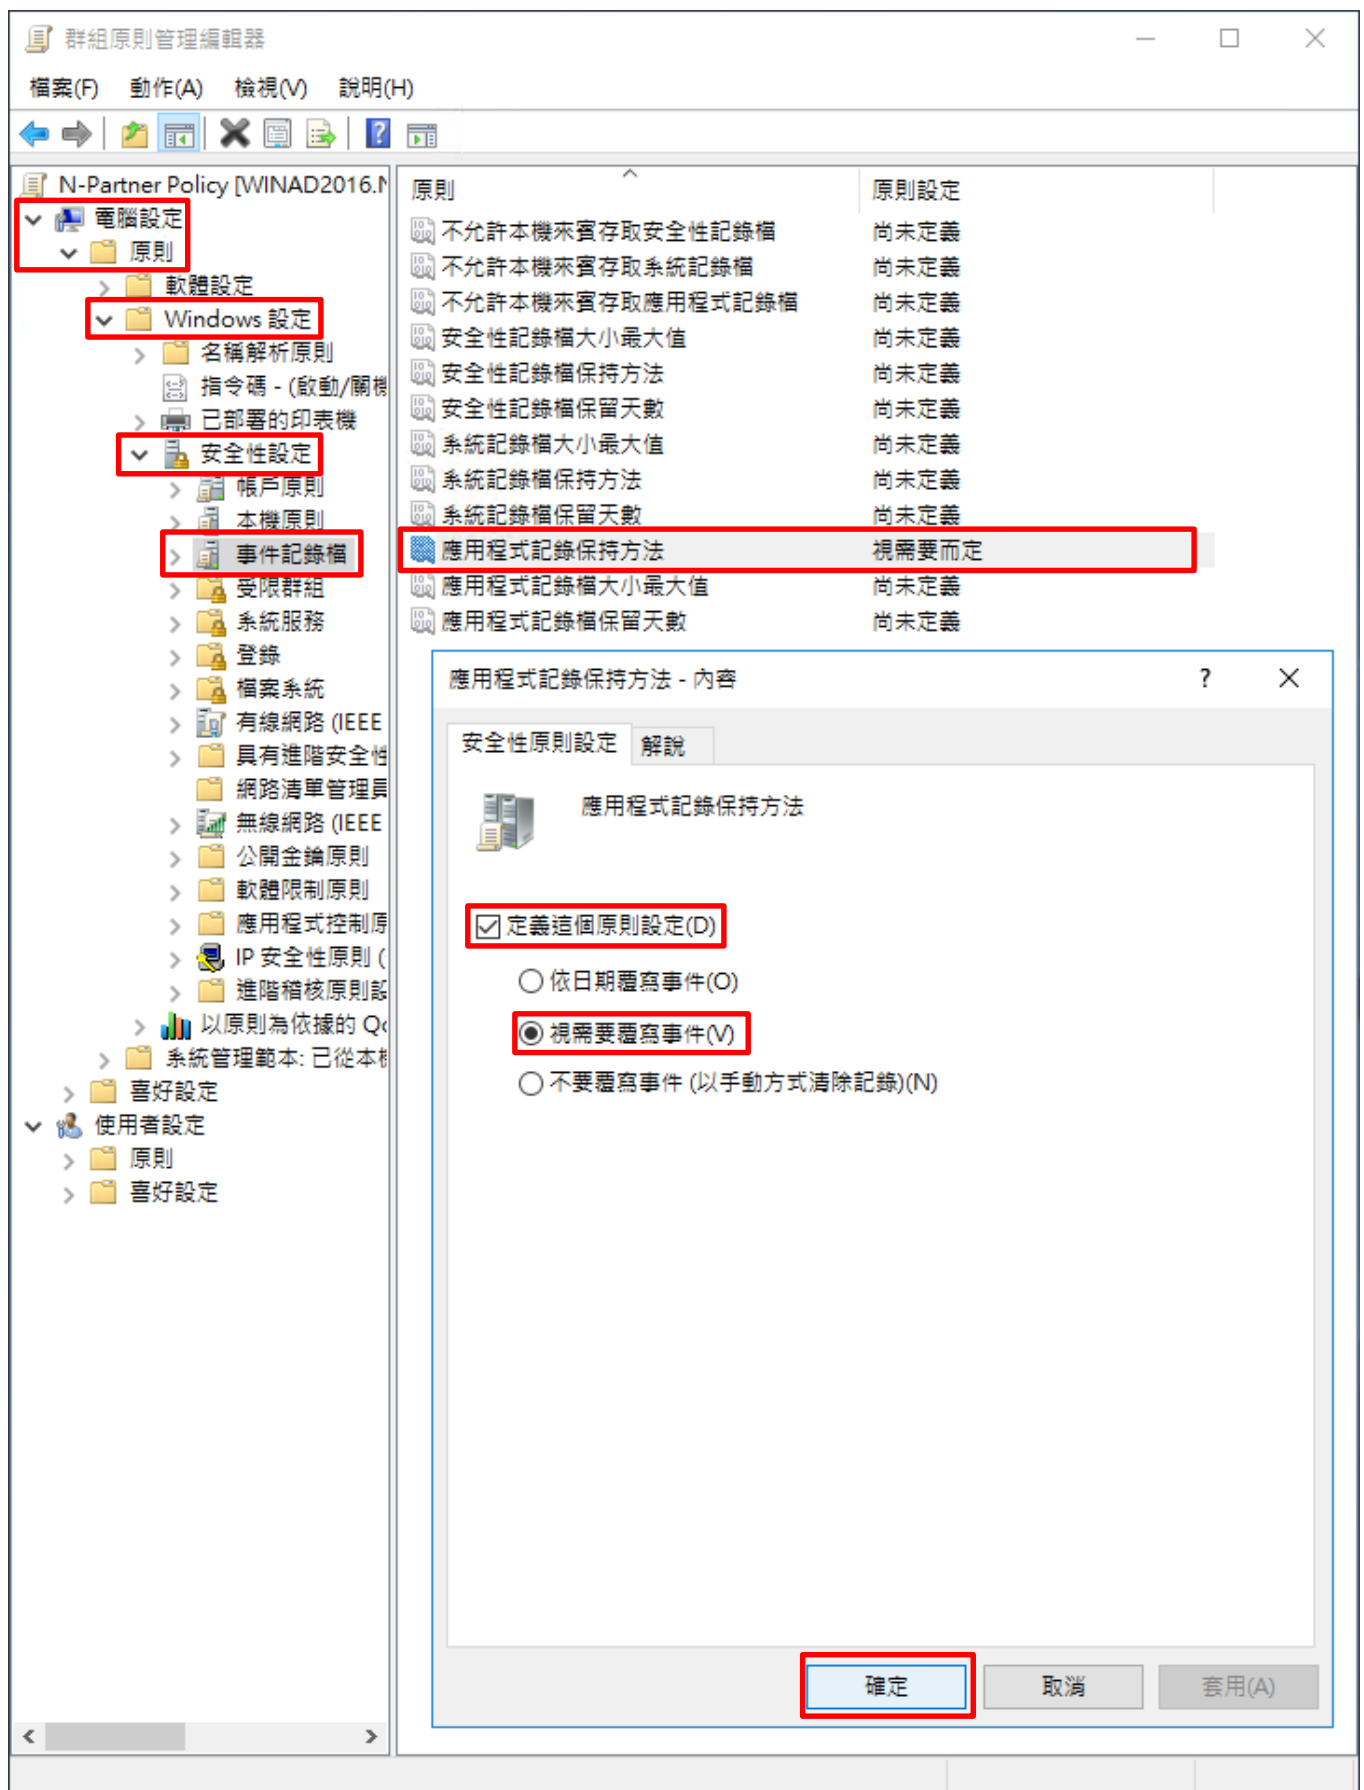 群組原則管理編輯器
檔案(F) 動作(A) 檢視(V) 說明(H)
N-Partner Policy [WINAD2016.N
電腦設定
原則
軟體設定
Windows 設定
名稱解析原則
指令碼 - (啟動/關機
已部署的印表機
安全性設定
帳戶原則
本機原則
事件記錄檔
受限群組
系統服務
登錄
檔案系統
有線網路 (IEEE
具有進階安全性
網路清單管理員
無線網路 (IEEE
公開金鑰原則
軟體限制原則
應用程式控制原
IP 安全性原則 (
進階稽核原則設
以原則為依據的 Qo
系統管理範本: 已從本機
喜好設定
使用者設定
原則
喜好設定
原則 原則設定
不允許本機來賓存取安全性記錄檔 尚未定義
不允許本機來賓存取系統記錄檔 尚未定義
不允許本機來賓存取應用程式記錄檔 尚未定義
安全性記錄檔大小最大值 尚未定義
安全性記錄檔保持方法 尚未定義
安全性記錄檔保留天數 尚未定義
系統記錄檔大小最大值 尚未定義
系統記錄檔保持方法 尚未定義
系統記錄檔保留天數 尚未定義
應用程式記錄保持方法 視需要而定
應用程式記錄檔大小最大值 尚未定義
應用程式記錄檔保留天數 尚未定義
應用程式記錄保持方法 - 內容 ?
安全性原則設定 解說
應用程式記錄保持方法
定義這個原則設定(D)
依日期覆寫事件(O)
視需要覆寫事件(V)
不要覆寫事件 (以手動方式清除記錄)(N)
確定 取消 套用(A)